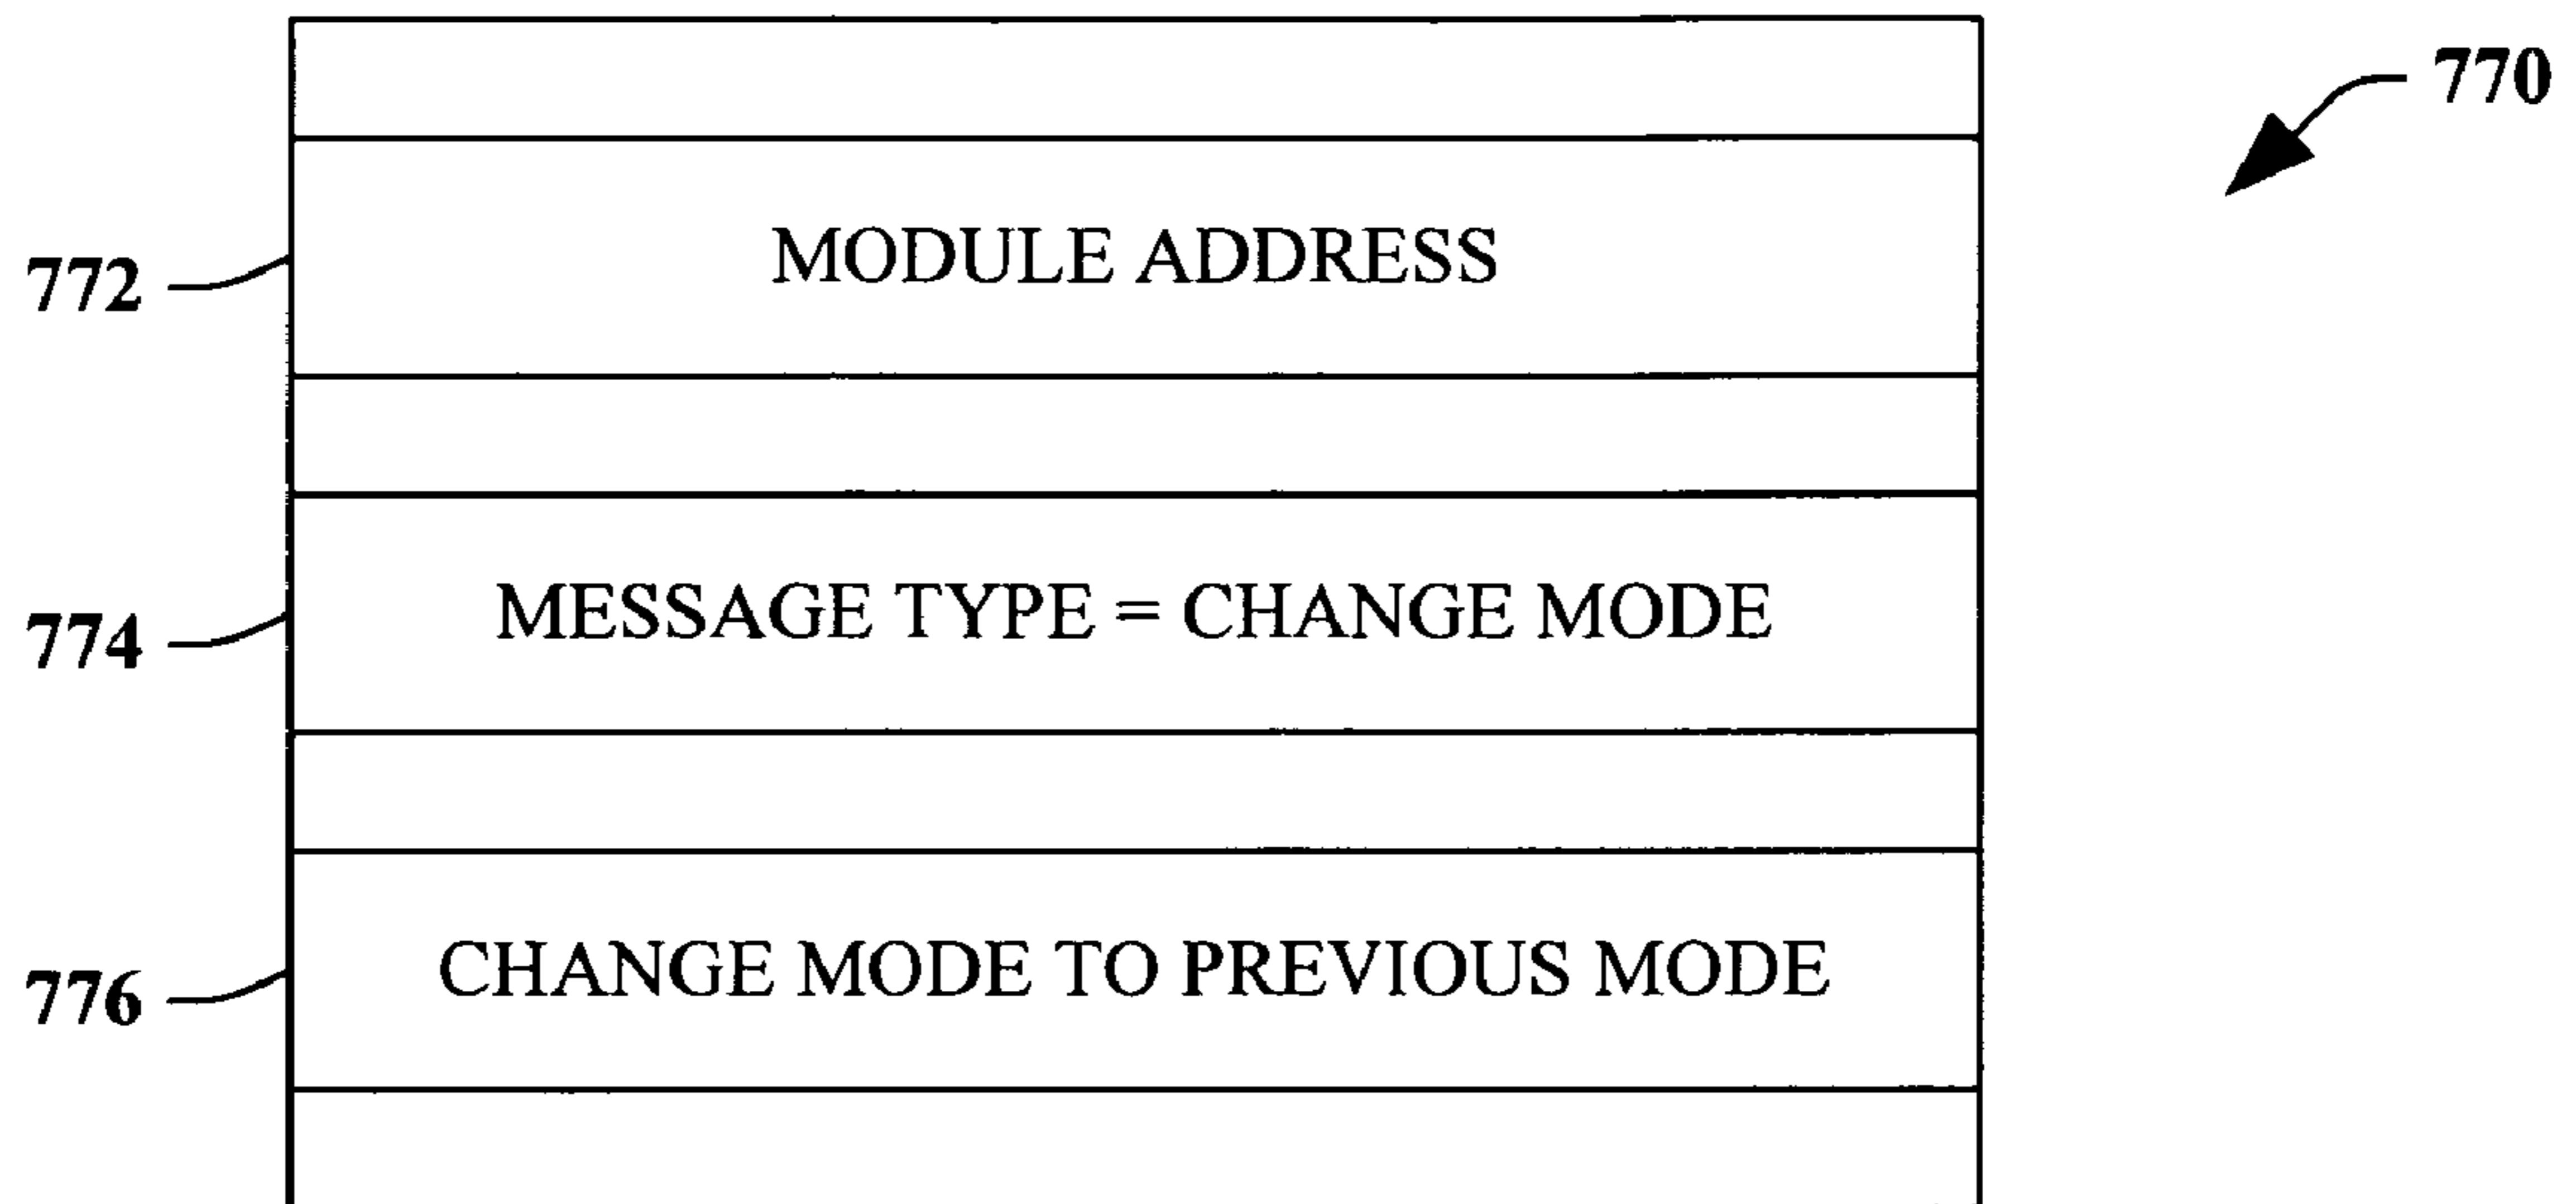 770
772 MODULE ADDRESS
774 MESSAGE TYPE = CHANGE MODE
776 CHANGE MODE TO PREVIOUS MODE